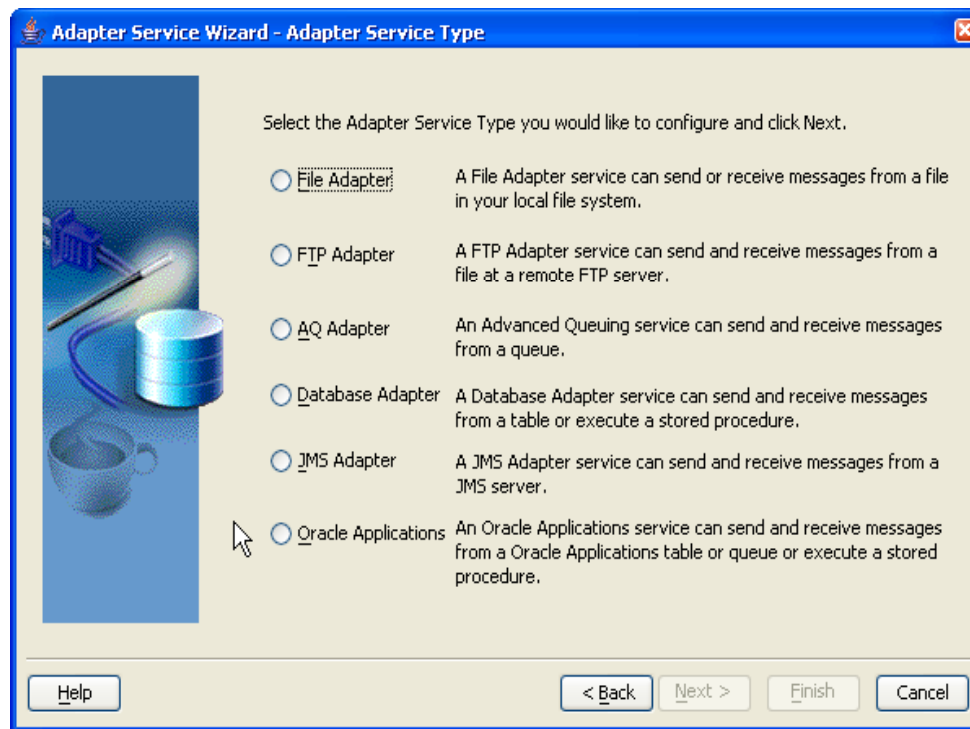 Adapter Service Wizard - Adapter Service Type
Select the Adapter Service Type you would like to configure and click Next.
File Adapter
A File Adapter service can send or receive messages from a file
in your local file system.
FTP Adapter
A FTP Adapter service can send and receive messages from a
file at a remote FTP server.
AQ Adapter
An Advanced Queuing service can send and receive messages
from a queue.
Database Adapter
A Database Adapter service can send and receive messages
from a table or execute a stored procedure.
JMS Adapter
A JMS Adapter service can send and receive messages from a
JMS server.
Oracle Applications
An Oracle Applications service can send and receive messages
from a Oracle Applications table or queue or execute a stored
procedure.
Help
< Back
Next >
Finish
Cancel